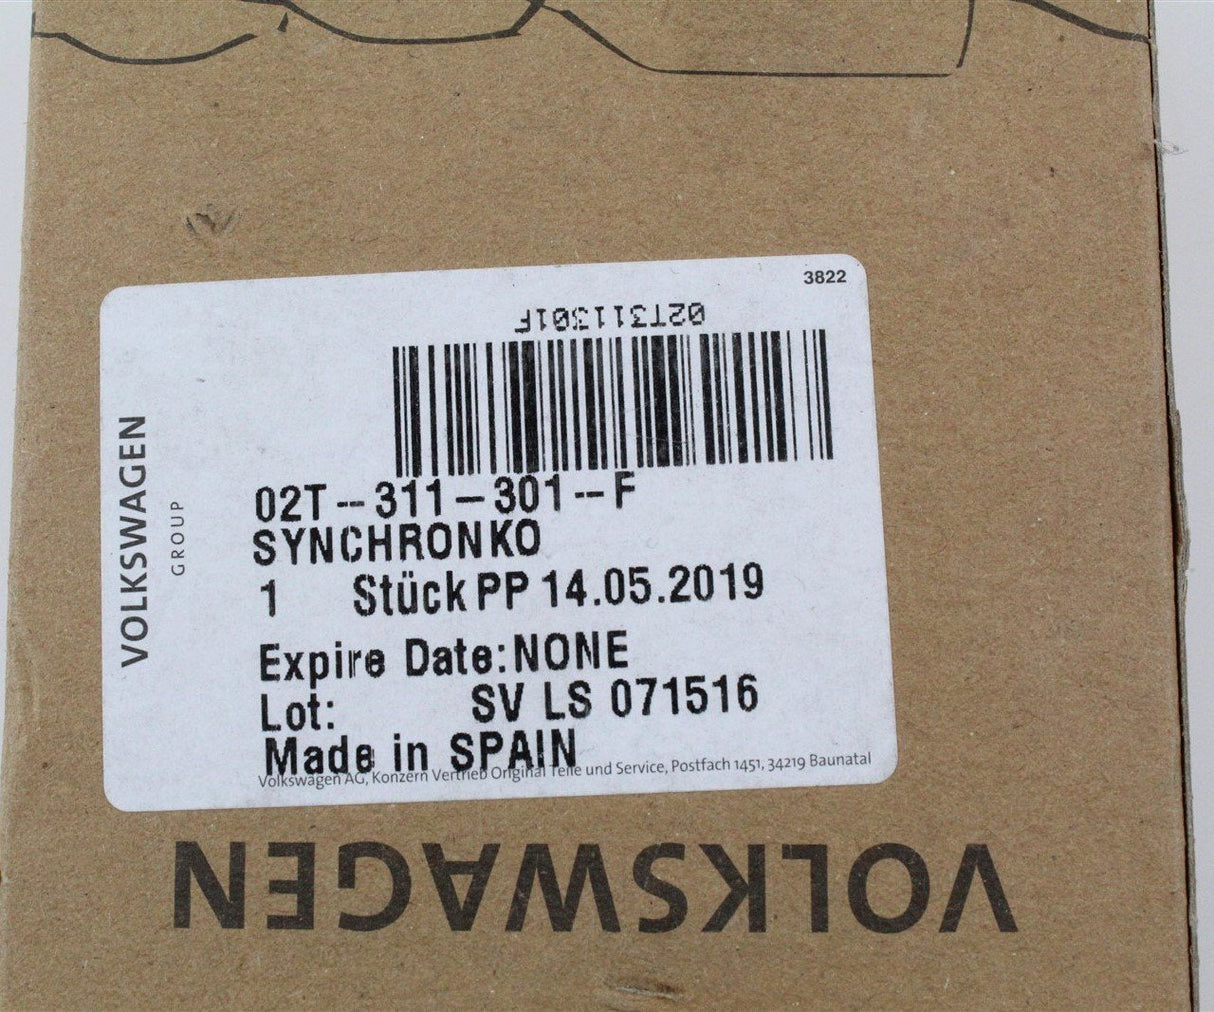 3822
02T311301F
VOLKSWAGEN
GROUP
02T--311-301--F
SYNCHRONKO
1 Stück PP 14.05.2019
Expire Date:NONE
Lot: SV LS 071516
Made in SPAIN
Volkswagen AG, Konzern Vertrieb Original Teile und Service, Postfach 1451, 34219 Baunatal
VOLKSWAGEN